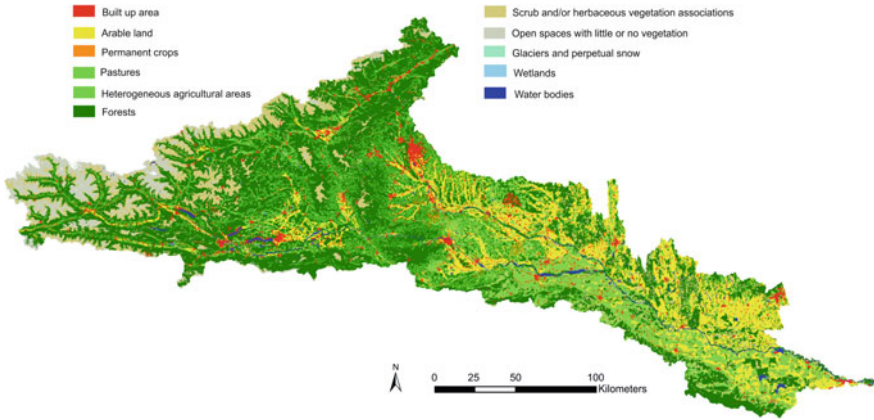 Built up area
Arable land
Permanent crops
Pastures
Heterogeneous agricultural areas
Forests
Scrub and/or herbaceous vegetation associations
Open spaces with little or no vegetation
Glaciers and perpetual snow
Wetlands
Water bodies
N
0 25 50 100
Kilometers